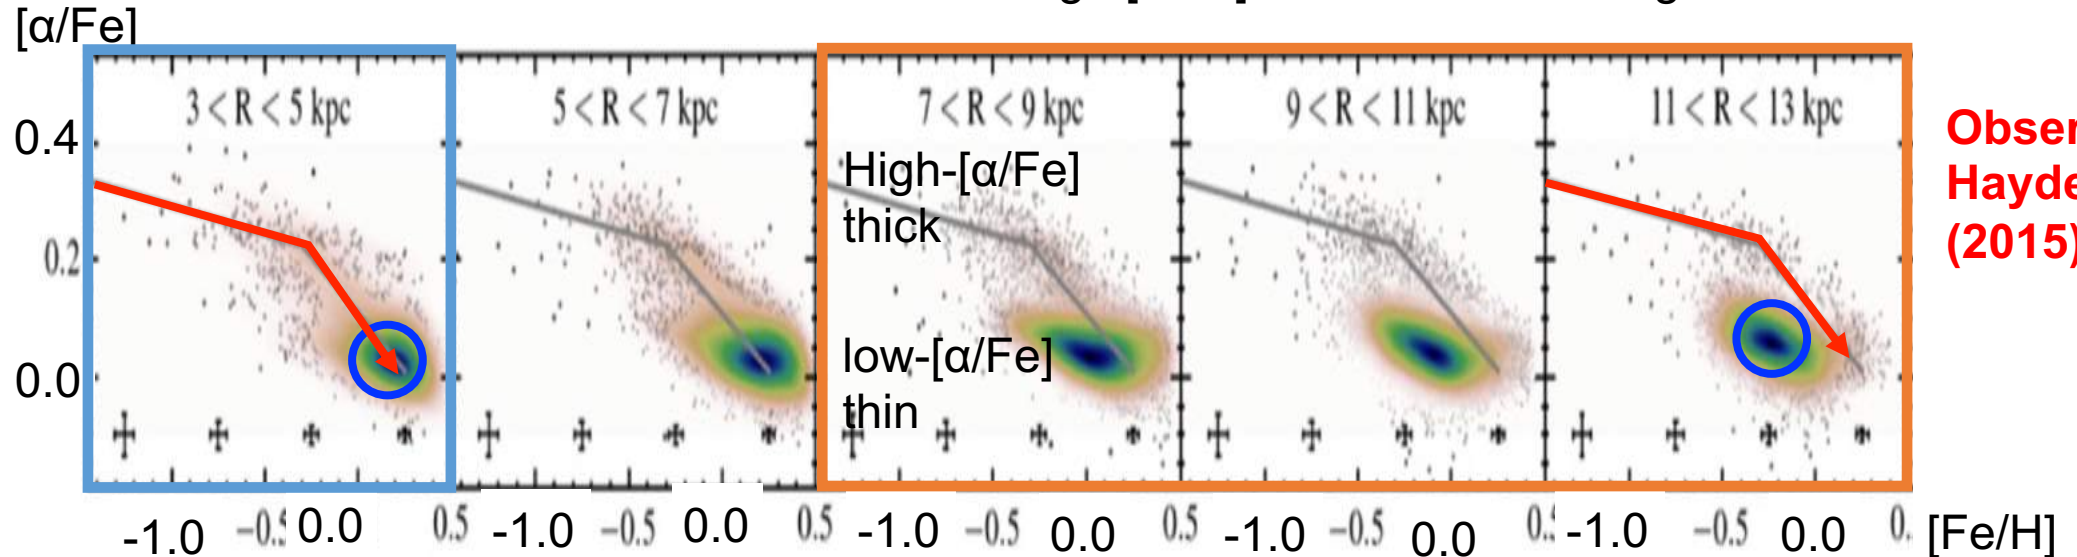 [α/Fe]
3 < R < 5 kpc
5 < R < 7 kpc
7 < R < 9 kpc
9 < R < 11 kpc
11 < R < 13 kpc
0.4
0.2
0.0
High-[α/Fe]
thick
low-[α/Fe]
thin
Obser
Hayde
(2015)
-1.0 −0.5 0.0 0.5 -1.0 −0.5 0.0 0.5 -1.0 −0.5 0.0 0.5 -1.0 −0.5 0.0 0. -1.0 −0.5 0.0 0. [Fe/H]